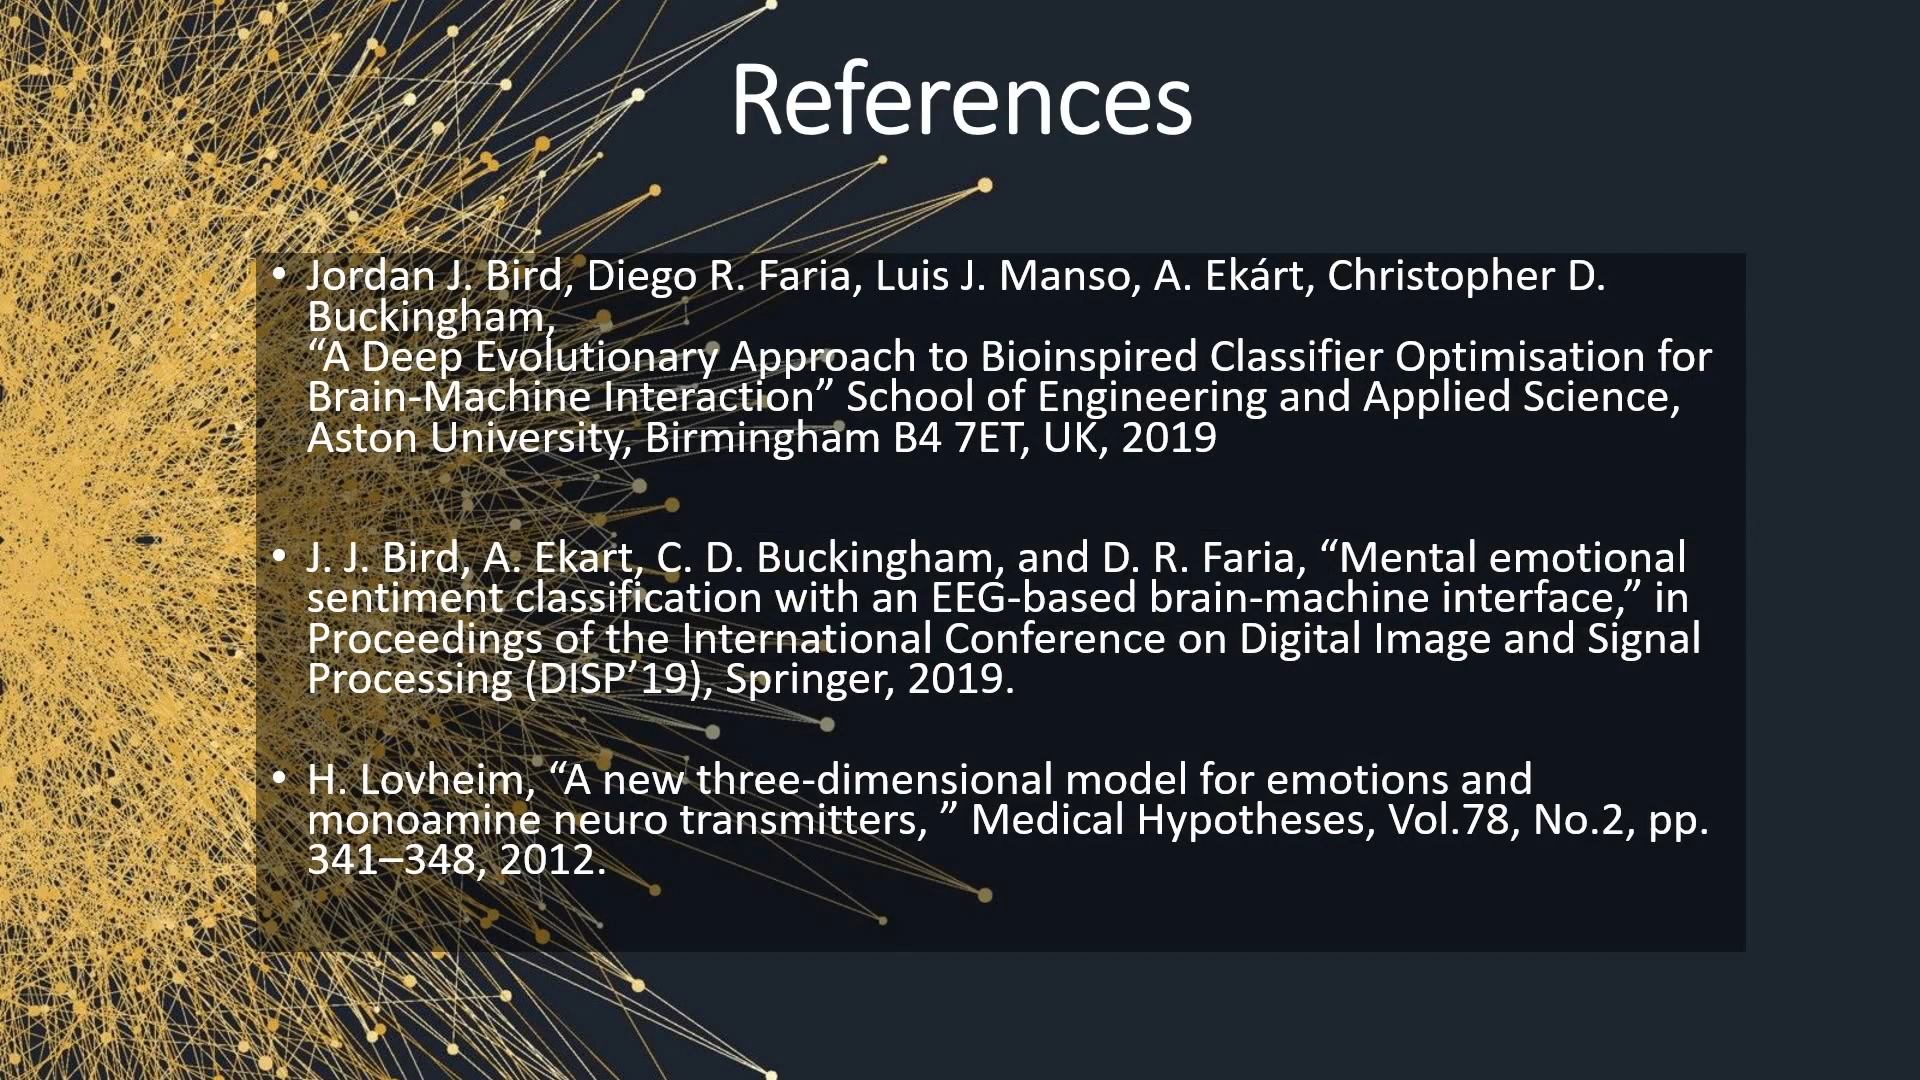 References
• Jordan J. Bird, Diego R. Faria, Luis J. Manso, A. Ekárt, Christopher D.
Buckingham,
“A Deep Evolutionary Approach to Bioinspired Classifier Optimisation for
Brain-Machine Interaction” School of Engineering and Applied Science,
Aston University, Birmingham B4 7ET, UK, 2019
• J. J. Bird, A. Ekart, C. D. Buckingham, and D. R. Faria, “Mental emotional
sentiment classification with an EEG-based brain-machine interface,” in
Proceedings of the International Conference on Digital Image and Signal
Processing (DISP’19), Springer, 2019.
• H. Lovheim, “A new three-dimensional model for emotions and
monoamine neuro transmitters, ” Medical Hypotheses, Vol.78, No.2, pp.
341–348, 2012.